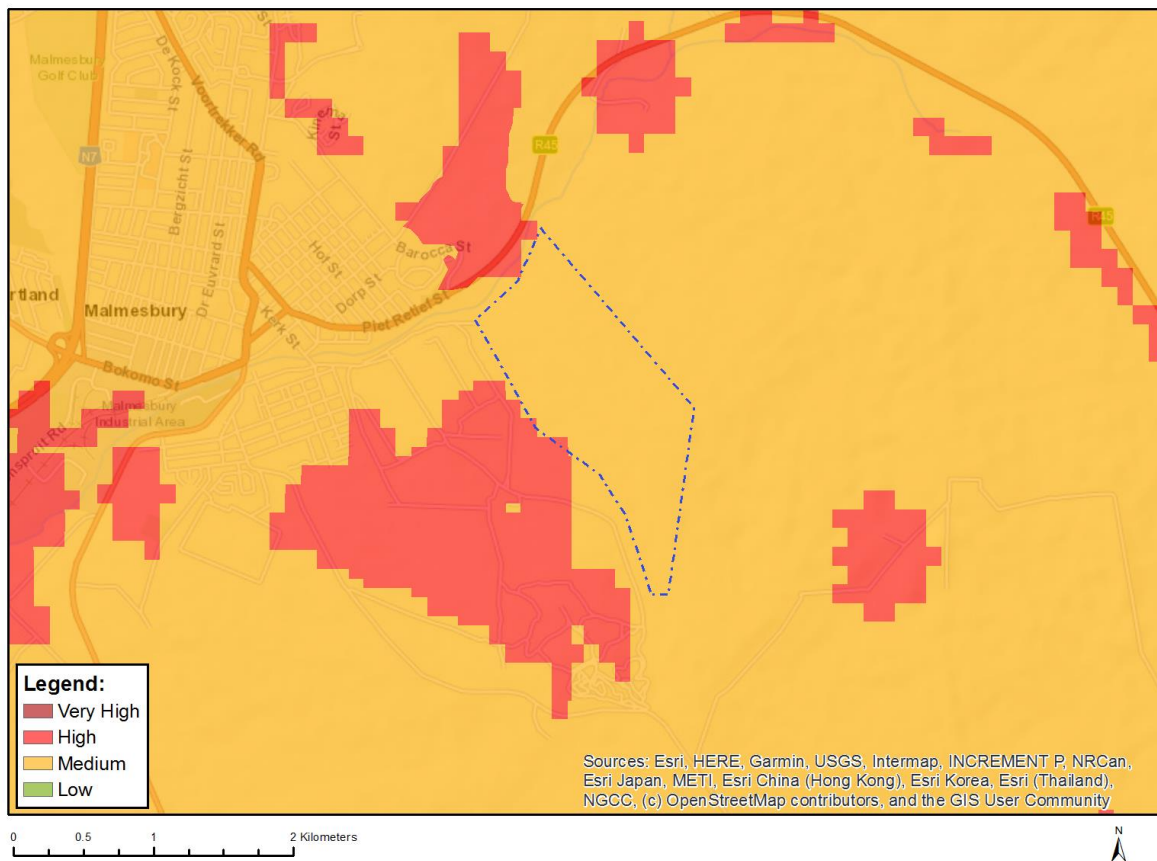 St
Malmesbury
Golf Club
De Kock St
Voortrekker Rd
N7
Bergzicht St
Dr Euvrard St
R45
R45
Hof St
Barocca St
Dorp St
Piet Retief St
Kerk St
rtland
Malmesbury
Bokomo St
Malmesbury
Industrial Area
Legend:
Very High
High
Medium
Low
Sources: Esri, HERE, Garmin, USGS, Intermap, INCREMENT P, NRCan,
Esri Japan, METI, Esri China (Hong Kong), Esri Korea, Esri (Thailand),
NGCC, (c) OpenStreetMap contributors, and the GIS User Community
0 0.5 1 2 Kilometers
N